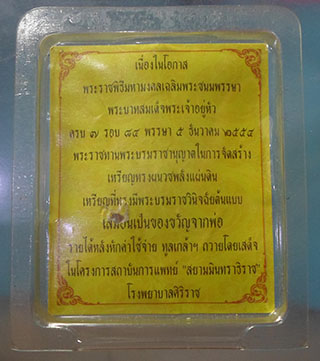 เนื่องในโอกาส
พระราชพิธีมหามงคลเฉลิมพระชนมพรรษา
พระบาทสมเด็จพระเจ้าอยู่หัว
ครบ ๗ รอบ ๘๔ พรรษา ๕ ธันวาคม ๒๕๕๔
พระราชทานพระบรมราชานุญาตในการจัดสร้าง
เหรียญทรงผนวชพลังแผ่นดิน
เหรียญที่ทรงมีพระบรมราชวินิจฉัยต้นแบบ
เสมือนเป็นของขวัญจากพ่อ
รายได้หลังหักค่าใช้จ่าย ทูลเกล้าฯ ถวายโดยเสด็จ
ในโครงการสถาบันการแพทย์ "สยามินทราธิราช"
โรงพยาบาลศิริราช